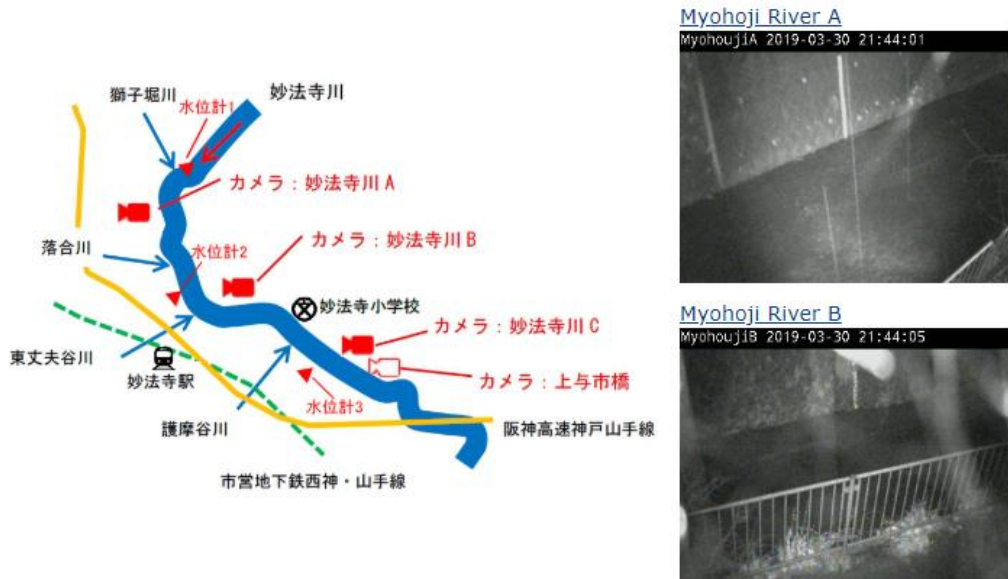 獅子堀川
水位計1
妙法寺川
カメラ：妙法寺川A
落合川
水位計2
カメラ：妙法寺川B
妙法寺小学校
東丈夫谷川
妙法寺駅
カメラ：妙法寺川C
カメラ：上与市橋
水位計3
護摩谷川
阪神高速神戸山手線
市営地下鉄西神・山手線
Myohoji River A
MyohoujiA 2019-03-30 21:44:01
Myohoji River B
MyohoujiB 2019-03-30 21:44:05